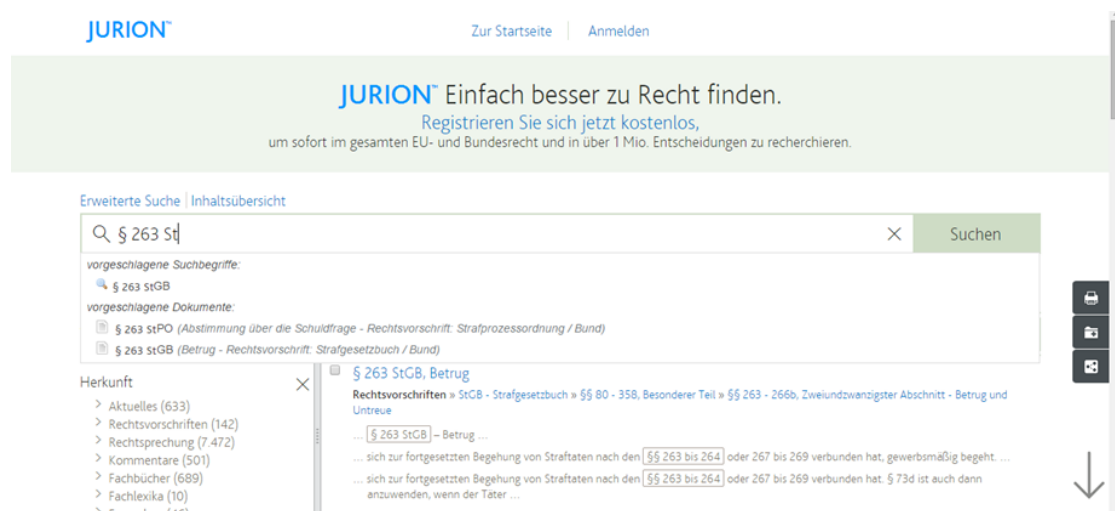 JURION™
Zur Startseite | Anmelden
JURION™ Einfach besser zu Recht finden.
Registrieren Sie sich jetzt kostenlos,
um sofort im gesamten EU- und Bundesrecht und in über 1 Mio. Entscheidungen zu recherchieren.
Erweiterte Suche | Inhaltsübersicht
§ 263 St
Suchen
vorgeschlagene Suchbegriffe:
§ 263 StGB
vorgeschlagene Dokumente:
§ 263 StPO (Abstimmung über die Schuldfrage - Rechtsvorschrift: Strafprozessordnung / Bund)
§ 263 StGB (Betrug - Rechtsvorschrift: Strafgesetzbuch / Bund)
Herkunft
> Aktuelles (633)
> Rechtsvorschriften (142)
> Rechtsprechung (7.472)
> Kommentare (501)
> Fachbücher (689)
> Fachlexika (10)
§ 263 StGB, Betrug
Rechtsvorschriften » StGB - Strafgesetzbuch » §§ 80 - 358, Besonderer Teil » §§ 263 - 266b, Zweiundzwanzigster Abschnitt - Betrug und
Untreue
... § 263 StGB – Betrug ...
... sich zur fortgesetzten Begehung von Straftaten nach den §§ 263 bis 264 oder 267 bis 269 verbunden hat, gewerbsmäßig begeht. ...
... sich zur fortgesetzten Begehung von Straftaten nach den §§ 263 bis 264 oder 267 bis 269 verbunden hat. § 73d ist auch dann
anzuwenden, wenn der Täter ...